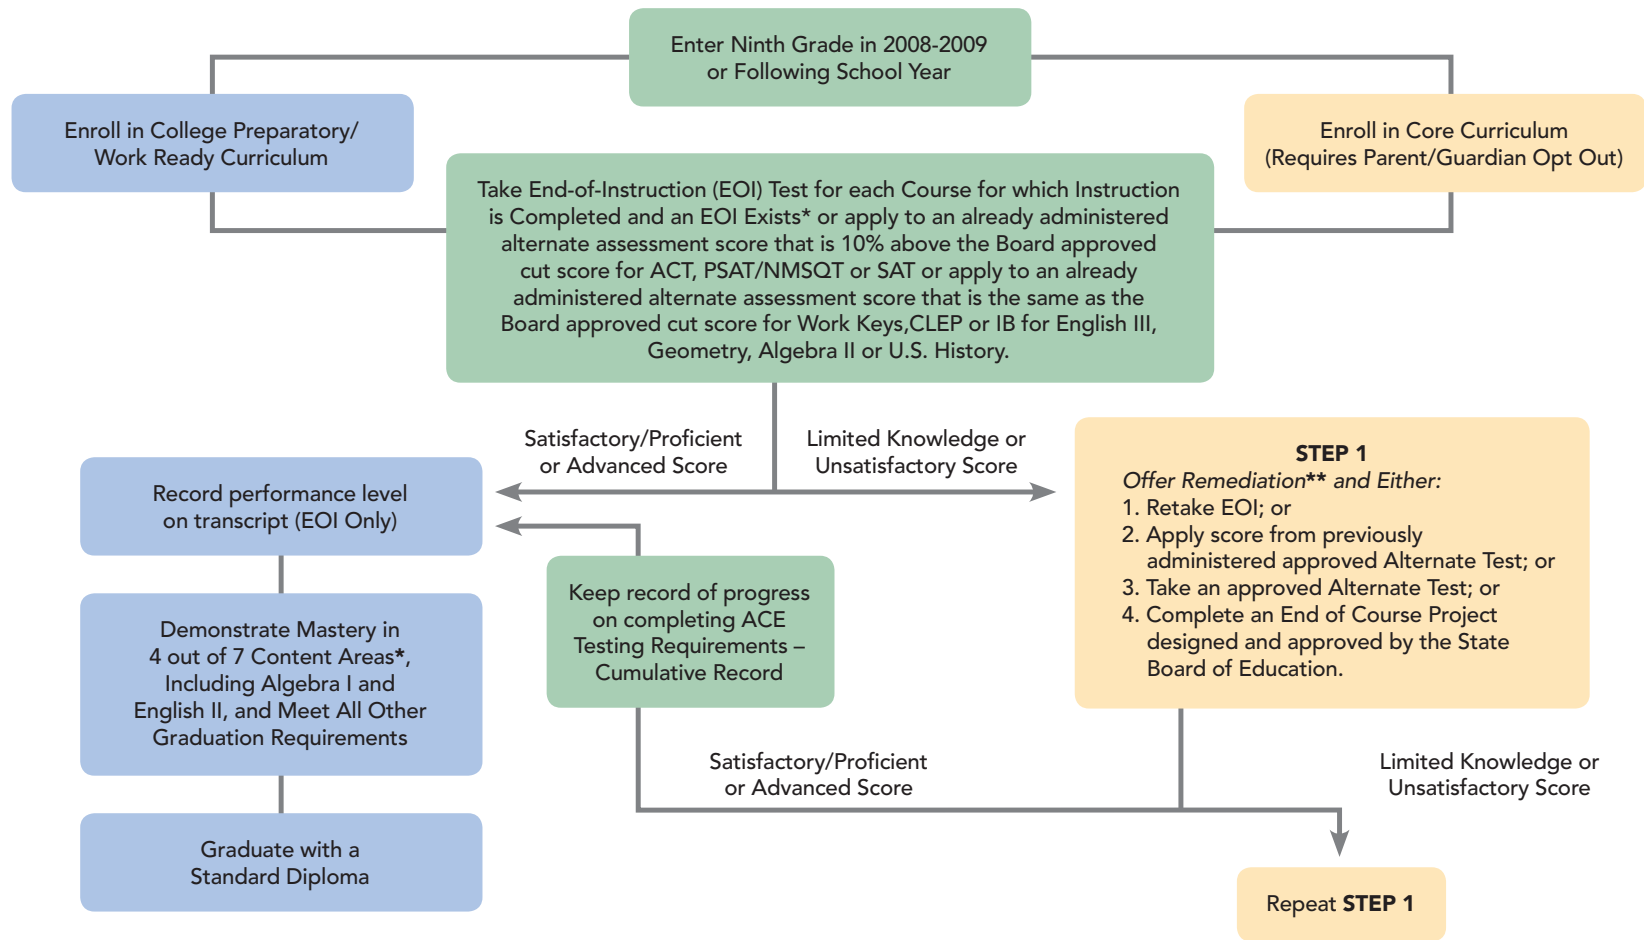 Enter Ninth Grade in 2008-2009
or Following School Year
Enroll in College Preparatory/
Work Ready Curriculum
Enroll in Core Curriculum
(Requires Parent/Guardian Opt Out)
Take End-of-Instruction (EOI) Test for each Course for which Instruction
is Completed and an EOI Exists* or apply to an already administered
alternate assessment score that is 10% above the Board approved
cut score for ACT, PSAT/NMSQT or SAT or apply to an already
administered alternate assessment score that is the same as the
Board approved cut score for Work Keys,CLEP or IB for English III,
Geometry, Algebra II or U.S. History.
Satisfactory/Proficient
or Advanced Score
Limited Knowledge or
Unsatisfactory Score
Record performance level
on transcript (EOI Only)
STEP 1
Offer Remediation** and Either:
1. Retake EOI; or
2. Apply score from previously
administered approved Alternate Test; or
3. Take an approved Alternate Test; or
4. Complete an End of Course Project
designed and approved by the State
Board of Education.
Keep record of progress
on completing ACE
Testing Requirements –
Cumulative Record
Demonstrate Mastery in
4 out of 7 Content Areas*,
Including Algebra I and
English II, and Meet All Other
Graduation Requirements
Satisfactory/Proficient
or Advanced Score
Limited Knowledge or
Unsatisfactory Score
Graduate with a
Standard Diploma
Repeat STEP 1